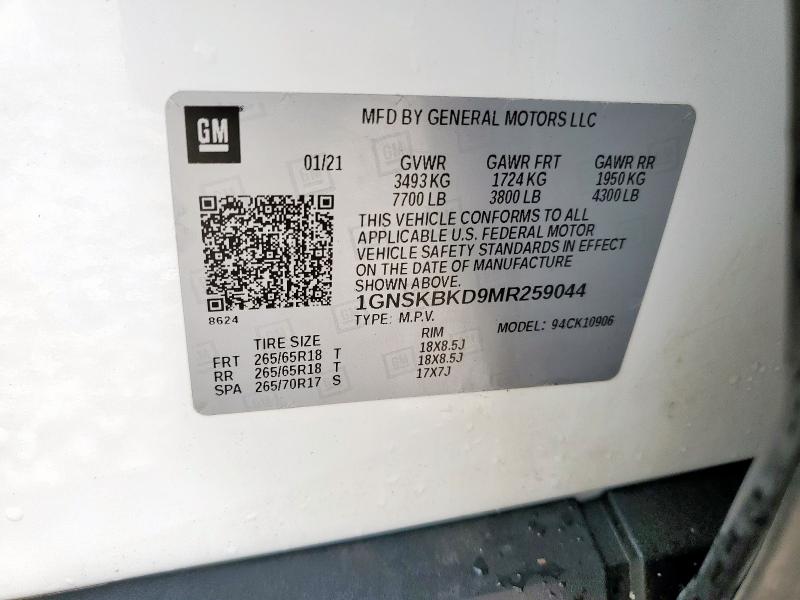 GM
MFD BY GENERAL MOTORS LLC
01/21 GVWR GAWR FRT GAWR RR
3493 KG 1724 KG 1950 KG
7700 LB 3800 LB 4300 LB
THIS VEHICLE CONFORMS TO ALL
APPLICABLE U.S. FEDERAL MOTOR
VEHICLE SAFETY STANDARDS IN EFFECT
ON THE DATE OF MANUFACTURE
SHOWN ABOVE.
1GNSKBKD9MR259044
8624
TYPE: M.P.V. MODEL: 94CK10906
TIRE SIZE RIM
FRT 265/65R18 T 18X8.5J
RR 265/65R18 T 18X8.5J
SPA 265/70R17 S 17X7J